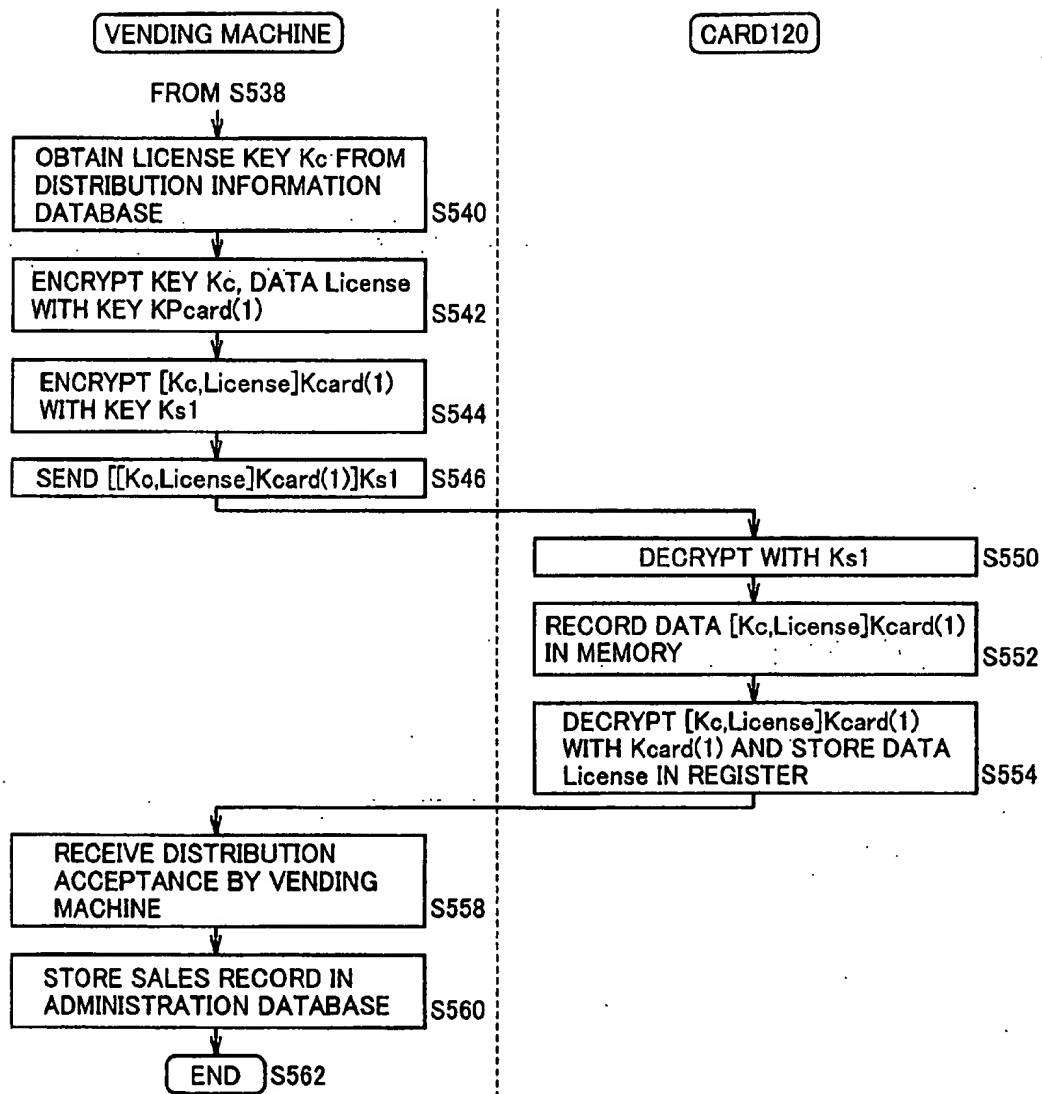 VENDING MACHINE
CARD120
FROM S538
OBTAIN LICENSE KEY Kc FROM
DISTRIBUTION INFORMATION
DATABASE
S540
ENCRYPT KEY Kc, DATA License
WITH KEY KPcard(1)
S542
ENCRYPT [Kc,License]Kcard(1)
WITH KEY Ks1
S544
SEND [[Kc,License]Kcard(1)]Ks1
S546
DECRYPT WITH Ks1
S550
RECORD DATA [Kc,License]Kcard(1)
IN MEMORY
S552
DECRYPT [Kc,License]Kcard(1)
WITH Kcard(1) AND STORE DATA
License IN REGISTER
S554
RECEIVE DISTRIBUTION
ACCEPTANCE BY VENDING
MACHINE
S558
STORE SALES RECORD IN
ADMINISTRATION DATABASE
S560
END
S562